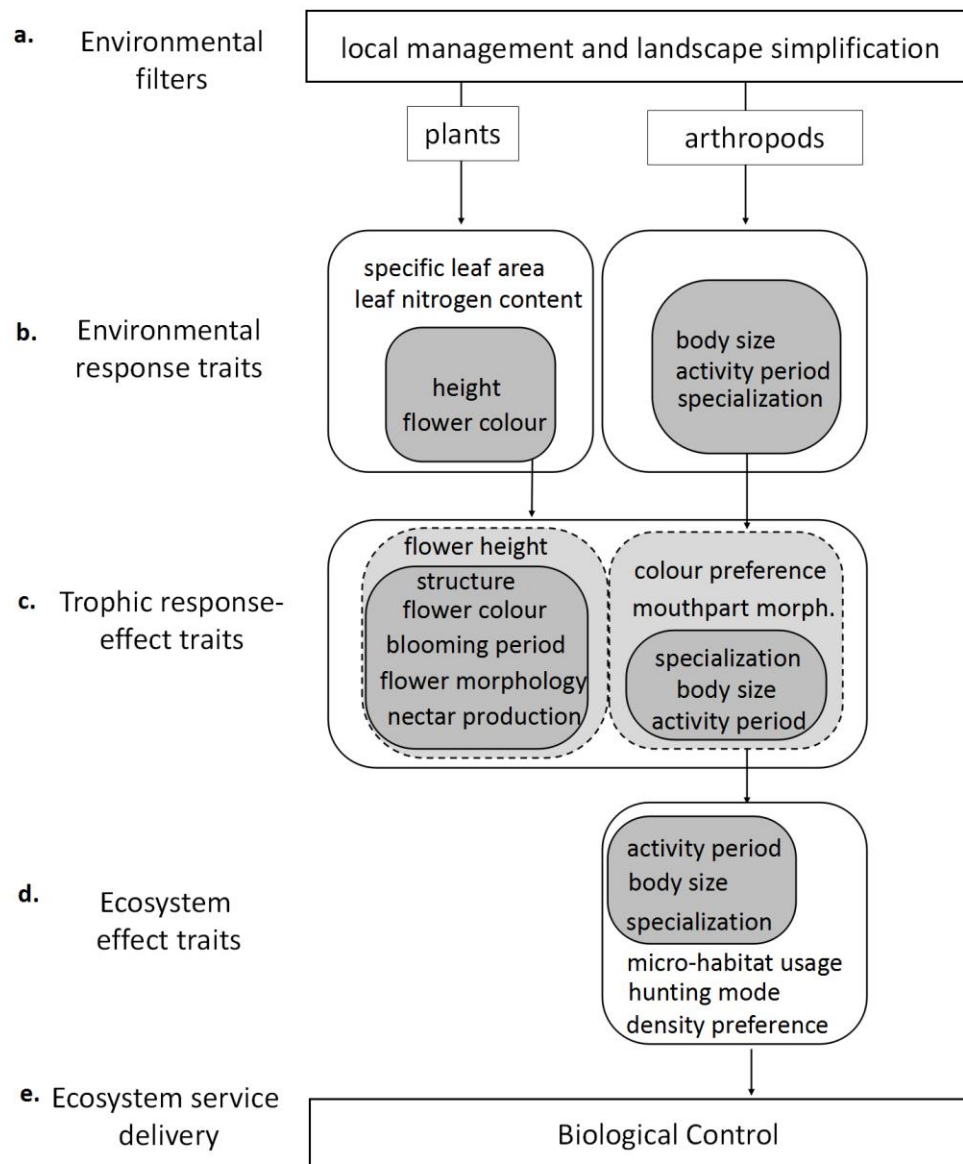 a. Environmental
filters
local management and landscape simplification
plants
arthropods
b. Environmental
response traits
specific leaf area
leaf nitrogen content
height
flower colour
body size
activity period
specialization
c. Trophic response-
effect traits
flower height
structure
flower colour
blooming period
flower morphology
nectar production
colour preference
mouthpart morph.
specialization
body size
activity period
d. Ecosystem
effect traits
activity period
body size
specialization
micro-habitat usage
hunting mode
density preference
e. Ecosystem service
delivery
Biological Control